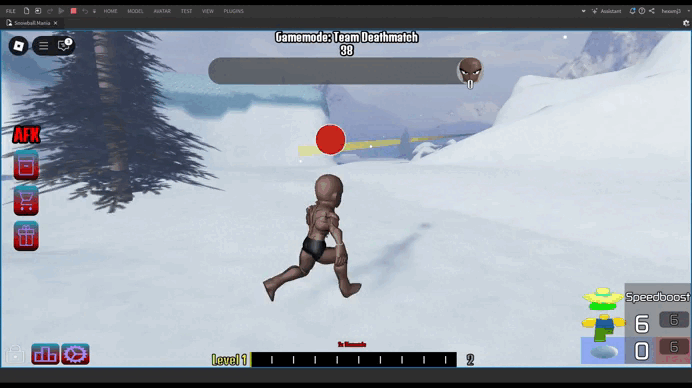 FILE
HOME MODEL AVATAR TEST VIEW PLUGINS
Assistant
Snowball Mania
Gamemode: Team Deathmatch
38
0
AFK
Speedboost
6 6
0 6
Level 1 2